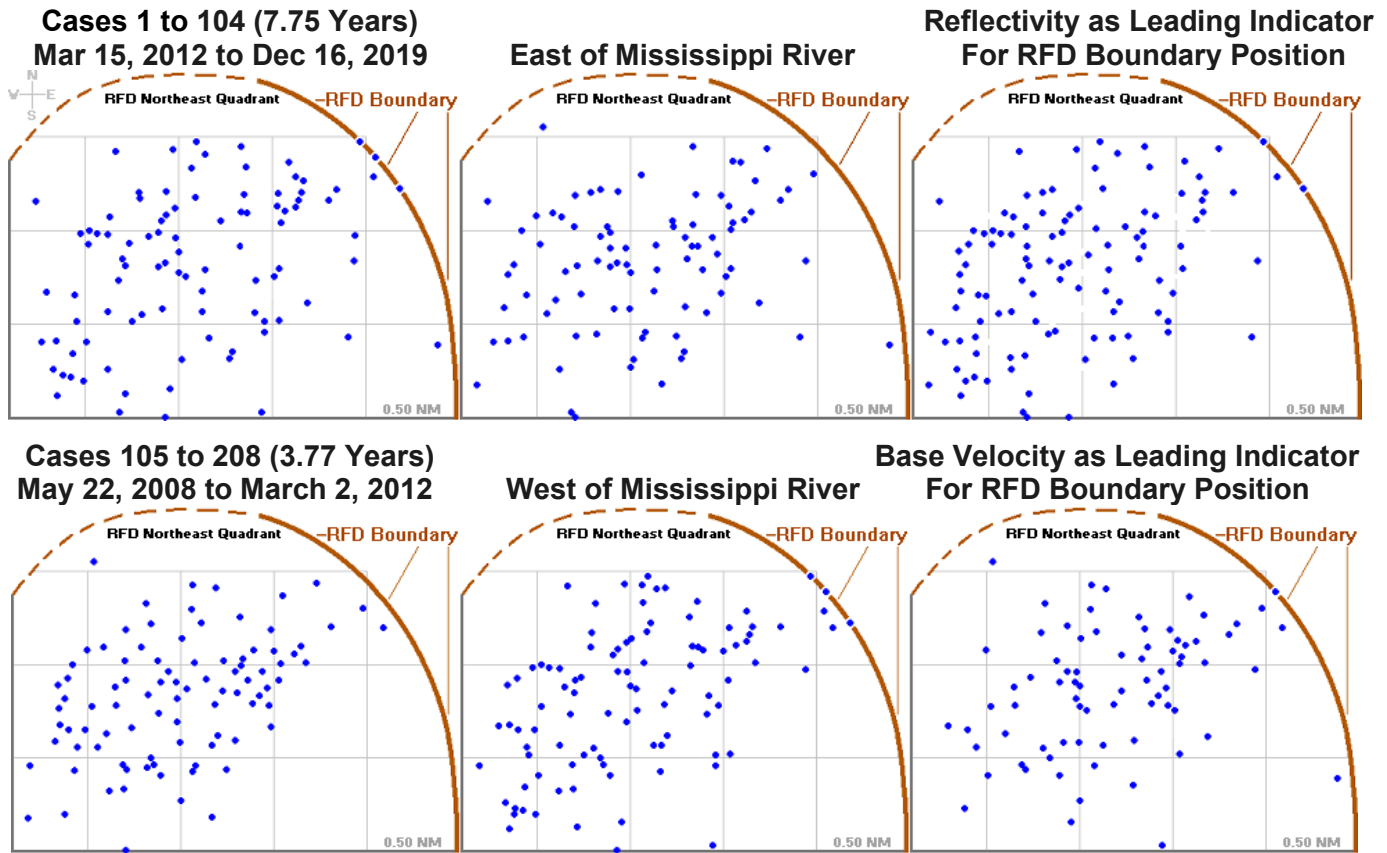 Cases 1 to 104 (7.75 Years)
Mar 15, 2012 to Dec 16, 2019
N
W E
S
RFD Northeast Quadrant
RFD Boundary
0.50 NM
East of Mississippi River
RFD Northeast Quadrant
RFD Boundary
0.50 NM
Reflectivity as Leading Indicator
For RFD Boundary Position
RFD Northeast Quadrant
RFD Boundary
0.50 NM
Cases 105 to 208 (3.77 Years)
May 22, 2008 to March 2, 2012
RFD Northeast Quadrant
RFD Boundary
0.50 NM
West of Mississippi River
RFD Northeast Quadrant
RFD Boundary
0.50 NM
Base Velocity as Leading Indicator
For RFD Boundary Position
RFD Northeast Quadrant
RFD Boundary
0.50 NM